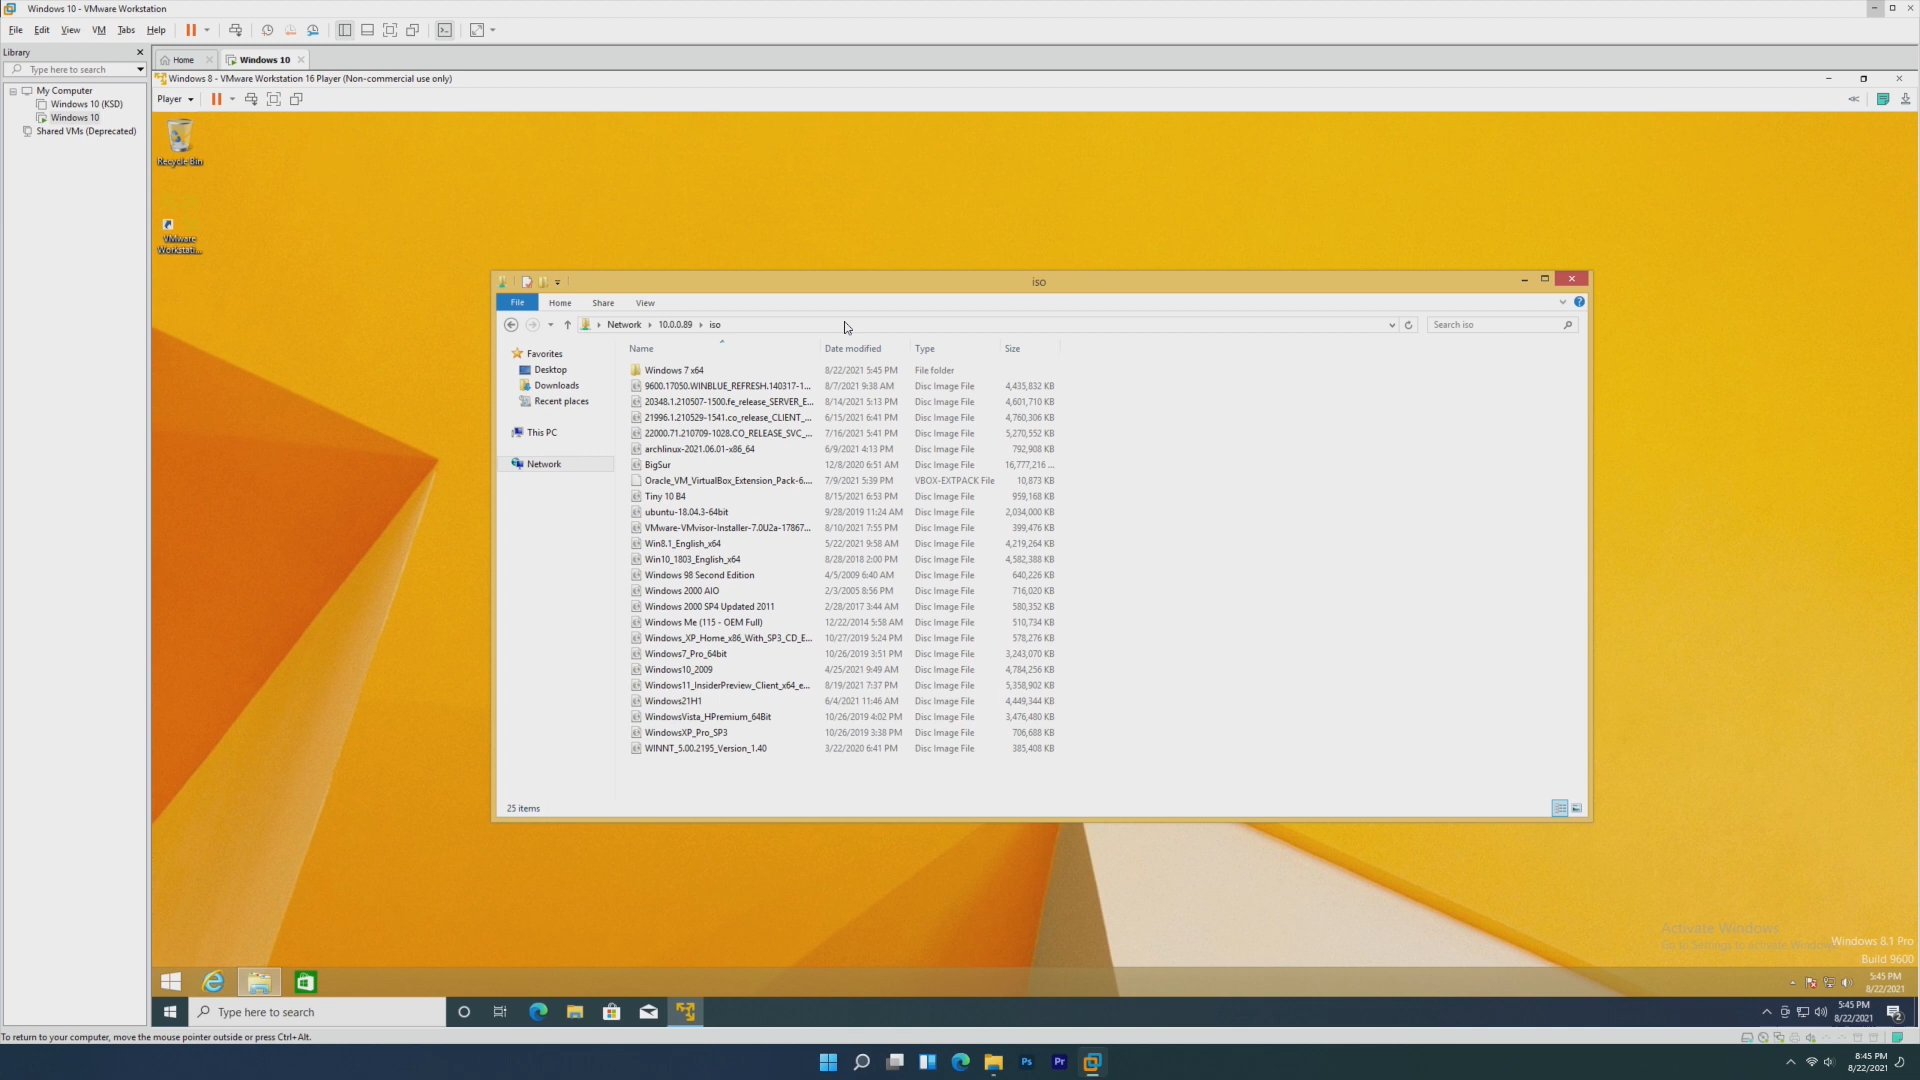 Windows 10 - VMware Workstation
File Edit View VM Tabs Help
Library
Type here to search
My Computer
Windows 10 (KSD)
Windows 10
Shared VMs (Deprecated)
Home
Windows 10
Windows 8 - VMware Workstation 16 Player (Non-commercial use only)
Player
Recycle Bin
VMware
Workstati...
iso
File Home Share View
Network 10.0.0.89 iso
Search iso
Favorites
Desktop
Downloads
Recent places
This PC
Network
Name Date modified Type Size
Windows 7 x64 8/22/2021 5:45 PM File folder
9600.17050.WINBLUE_REFRESH.140317-1... 8/7/2021 9:38 AM Disc Image File 4,435,832 KB
20348.1.210507-1500.fe_release_SERVER_E... 8/14/2021 5:13 PM Disc Image File 4,601,710 KB
21996.1.210529-1541.co_release_CLIENT_... 6/15/2021 6:41 PM Disc Image File 4,760,306 KB
22000.71.210709-1028.CO_RELEASE_SVC_... 7/16/2021 5:41 PM Disc Image File 5,270,552 KB
archlinux-2021.06.01-x86_64 6/9/2021 4:13 PM Disc Image File 792,908 KB
BigSur 12/8/2020 6:51 AM Disc Image File 16,777,216 ...
Oracle_VM_VirtualBox_Extension_Pack-6.... 7/9/2021 5:39 PM VBOX-EXTPACK File 10,873 KB
Tiny 10 B4 8/15/2021 6:53 PM Disc Image File 959,168 KB
ubuntu-18.04.3-64bit 9/28/2019 11:24 AM Disc Image File 2,034,000 KB
VMware-VMvisor-Installer-7.0U2a-17867... 8/10/2021 7:55 PM Disc Image File 399,476 KB
Win8.1_English_x64 5/22/2021 9:58 AM Disc Image File 4,219,264 KB
Win10_1803_English_x64 8/28/2018 2:00 PM Disc Image File 4,582,388 KB
Windows 98 Second Edition 4/5/2009 6:40 AM Disc Image File 640,226 KB
Windows 2000 AIO 2/3/2005 8:56 PM Disc Image File 716,020 KB
Windows 2000 SP4 Updated 2011 2/28/2017 3:44 AM Disc Image File 580,352 KB
Windows Me (115 - OEM Full) 12/22/2014 5:58 AM Disc Image File 510,734 KB
Windows_XP_Home_x86_With_SP3_CD_E... 10/27/2019 5:24 PM Disc Image File 578,276 KB
Windows7_Pro_64bit 10/26/2019 3:51 PM Disc Image File 3,243,070 KB
Windows10_2009 4/25/2021 9:49 AM Disc Image File 4,784,256 KB
Windows11_InsiderPreview_Client_x64_e... 8/19/2021 7:37 PM Disc Image File 5,358,902 KB
Windows21H1 6/4/2021 11:46 AM Disc Image File 4,449,344 KB
WindowsVista_HPremium_64Bit 10/26/2019 4:02 PM Disc Image File 3,476,480 KB
WindowsXP_Pro_SP3 10/26/2019 3:38 PM Disc Image File 706,688 KB
WINNT_5.00.2195_Version_1.40 3/22/2020 6:41 PM Disc Image File 385,408 KB
25 items
Activate Windows
Go to Settings to activate Windows
Windows 8.1 Pro
Build 9600
5:45 PM
8/22/2021
Type here to search
5:45 PM
8/22/2021
2
To return to your computer, move the mouse pointer outside or press Ctrl+Alt.
Ps Pr
8:45 PM
8/22/2021